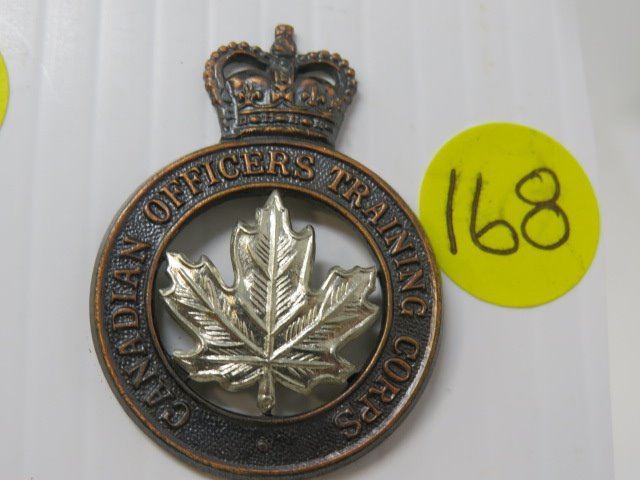 CANADIAN OFFICERS TRAINING CORPS
168